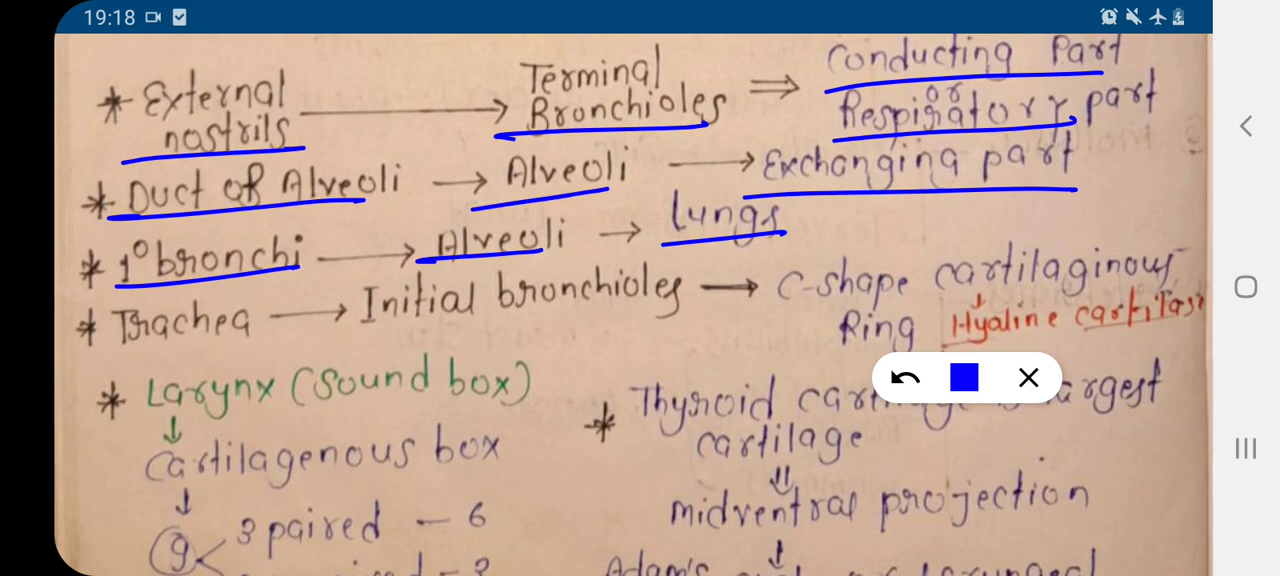 19:18
* External nostrils → Terminal Bronchioles ⇒ Conducting Part or Respiratory part
* Duct of Alveoli → Alveoli → Exchanging part
* 1° bronchi → Alveoli → Lungs
* Trachea → Initial bronchioles → C-shape cartilaginous
Ring Hyaline
* Larynx (Sound box)
↓
Cartilagenous box
↓
9 < 3 paired - 6
* Thyroid largest
cartilage
⇓
midventral projection
↓
Adam's